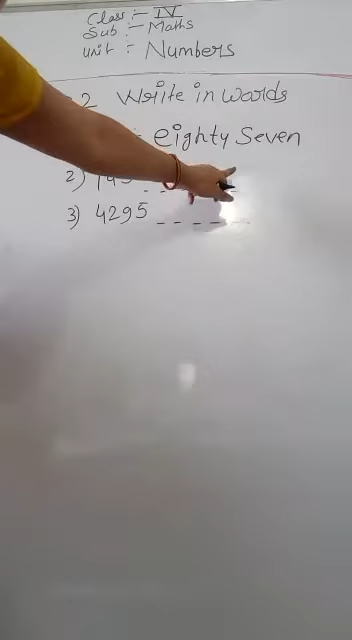 Class :- IV
Sub :- Maths
Unit :- Numbers
2 Write in words
: eighty seven
2) 145 - - -
3) 4295 - - - - -